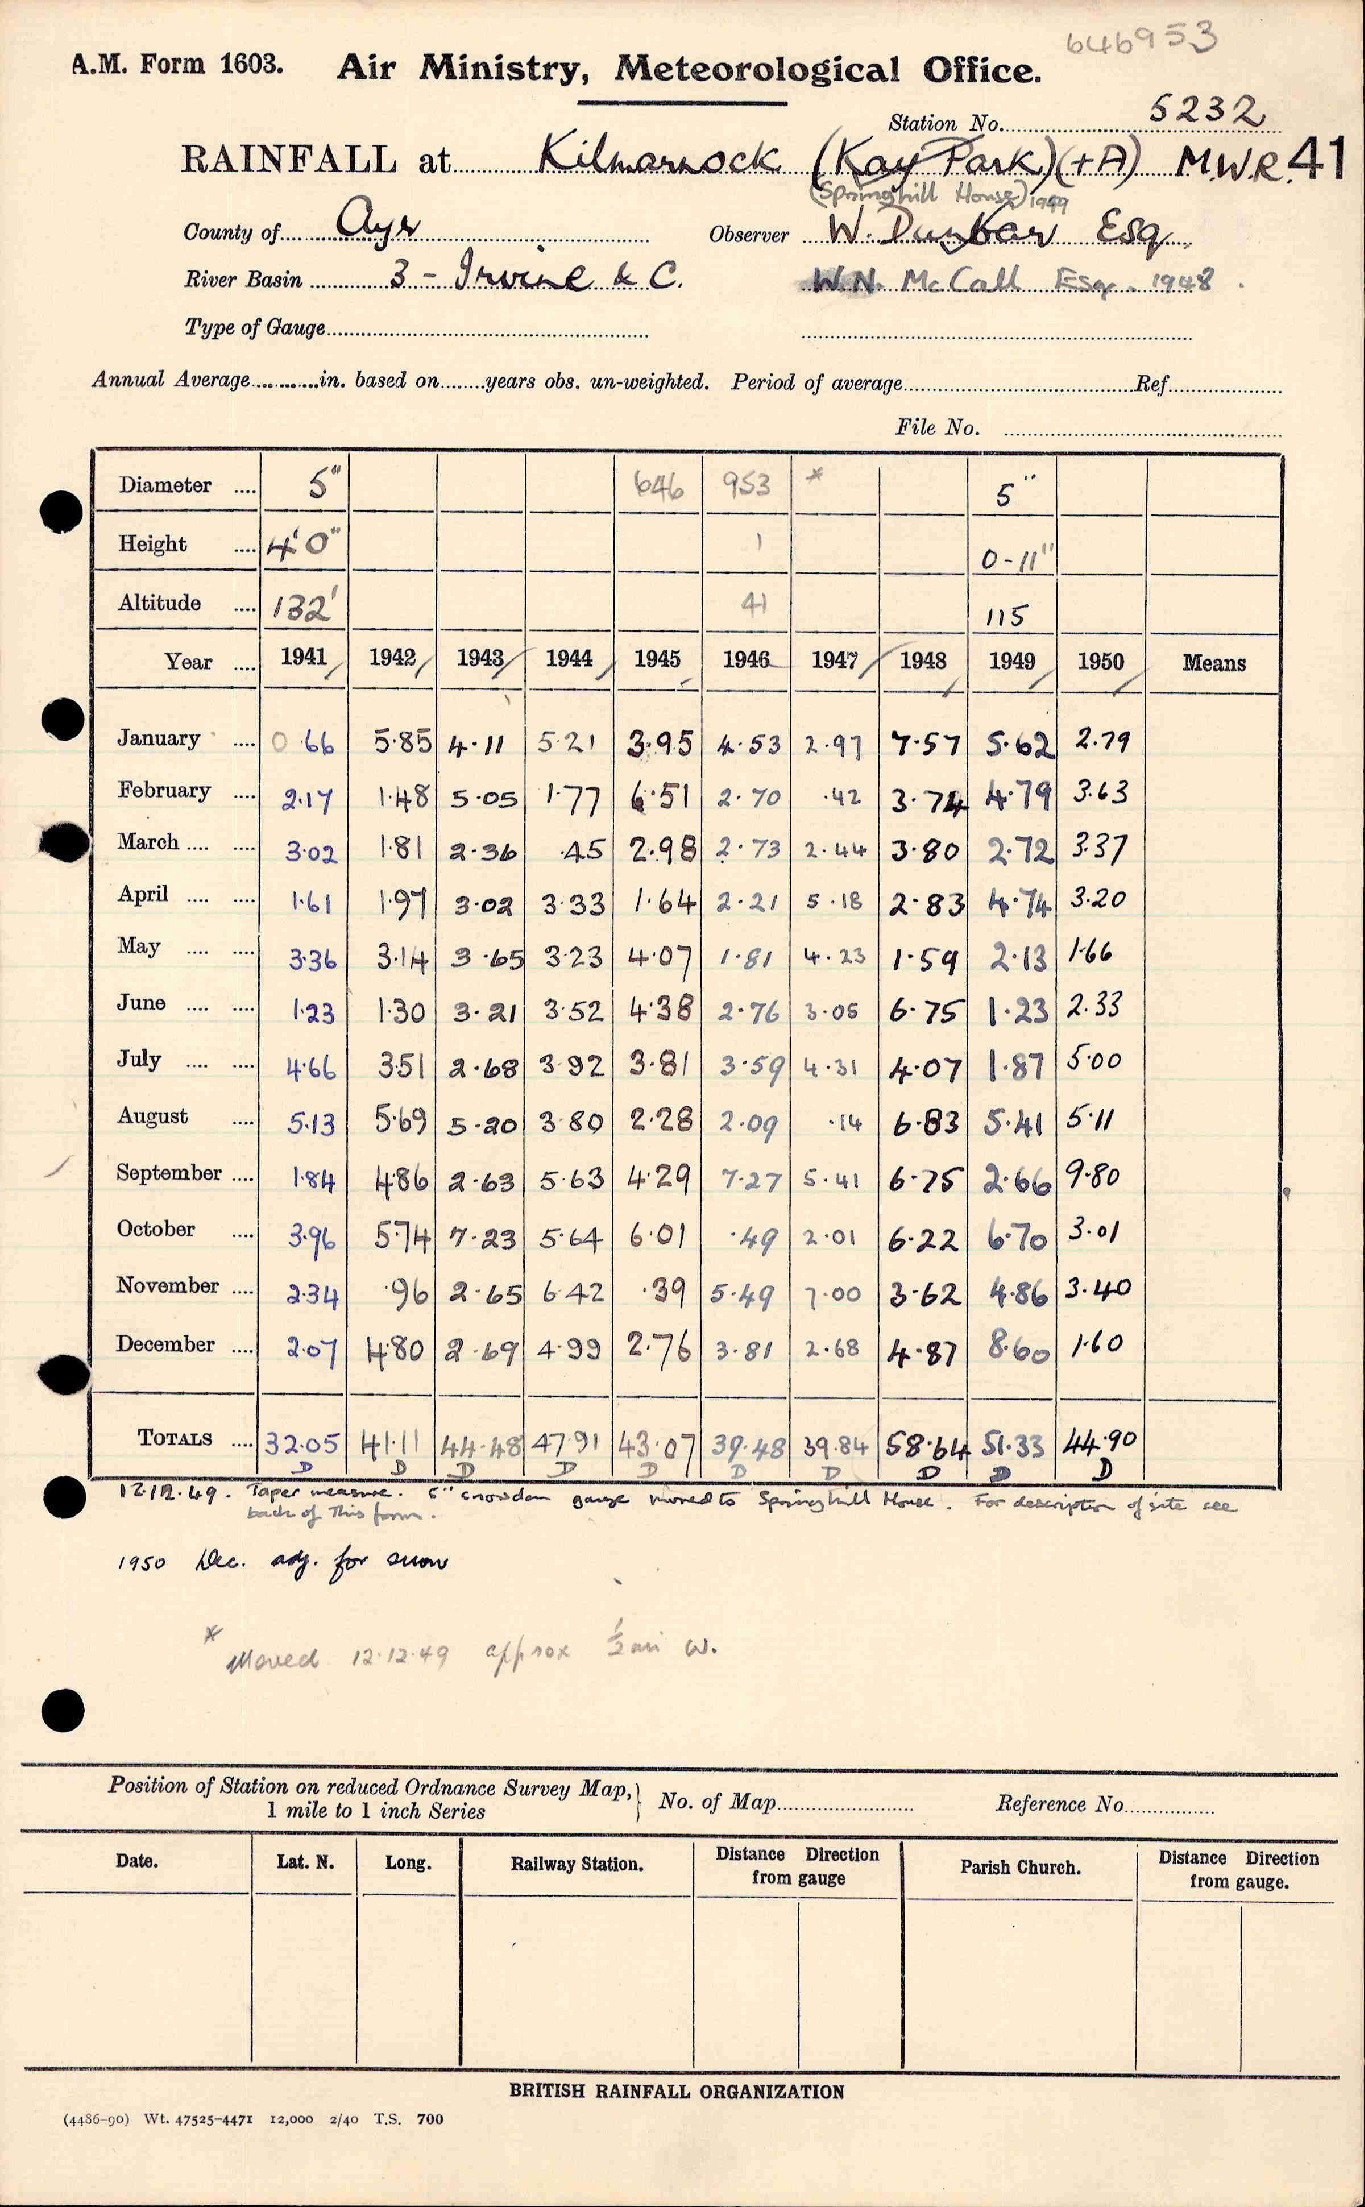 646953
A.M. Form 1603. Air Ministry, Meteorological Office.
Station No. 5232
RAINFALL at Kilmarnock (Kay Park) (+A) M.W.R. 41
(Springhill House) 1949
County of Ayr Observer W. Dunbar Esq.
River Basin 3 - Irvine & C. W.N. McCall Esq. 1948.
Type of Gauge
Annual Average in. based on years obs. un-weighted. Period of average Ref
File No.
Diameter .... 5" 646 953 * 5"
Height .... 4'0" 1 0-11"
Altitude .... 132' 41 115
Year .... 1941 1942 1943 1944 1945 1946 1947 1948 1949 1950 Means
January .... 0.66 5.85 4.11 5.21 3.95 4.53 2.97 7.57 5.62 2.79
February .... 2.17 1.48 5.05 1.77 6.51 2.70 .42 3.74 4.79 3.63
March .... .... 3.02 1.81 2.36 .45 2.98 2.73 2.44 3.80 2.72 3.37
April .... .... 1.61 1.97 3.02 3.33 1.64 2.21 5.18 2.83 4.74 3.20
May .... .... 3.36 3.14 3.65 3.23 4.07 1.81 4.23 1.59 2.13 1.66
June .... .... 1.23 1.30 3.21 3.52 4.38 2.76 3.05 6.75 1.23 2.33
July .... .... 4.66 3.51 2.68 3.92 3.81 3.59 4.31 4.07 1.87 5.00
August .... 5.13 5.69 5.20 3.80 2.28 2.09 .14 6.83 5.41 5.11
September .... 1.84 4.86 2.63 5.63 4.29 7.27 5.41 6.75 2.66 9.80
October .... 3.96 5.74 7.23 5.64 6.01 .49 2.01 6.22 6.70 3.01
November .... 2.34 .96 2.65 6.42 .39 5.49 7.00 3.62 4.86 3.40
December .... 2.07 4.80 2.69 4.99 2.76 3.81 2.68 4.87 8.60 1.60
TOTALS .... 32.05 41.11 44.48 47.91 43.07 39.48 39.84 58.64 51.33 44.90
D D D D D D D D D D
12.12.49. Taper measure. 5" snowdon gauge moved to Springhill House. For description of site see
back of this form.
1950 Dec. adj. for snow
* Moved 12.12.49 approx ½ mi W.
Position of Station on reduced Ordnance Survey Map, 1 mile to 1 inch Series } No. of Map Reference No
Date. Lat. N. Long. Railway Station. Distance from gauge Direction Parish Church. Distance Direction from gauge.
BRITISH RAINFALL ORGANIZATION
(4486-90) Wt. 47525-4471 12,000 2/40 T.S. 700